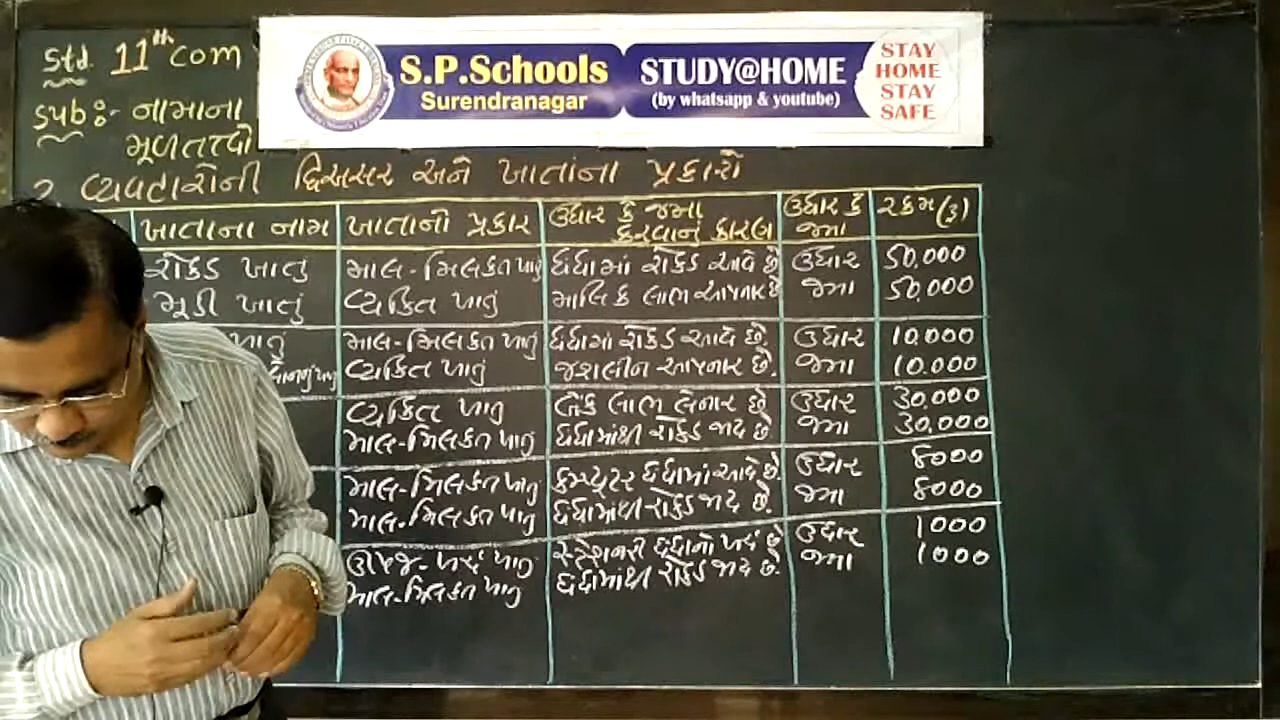 Std. 11th com
S.P.Schools
Surendranagar
STUDY@HOME
(by whatsapp & youtube)
STAY
HOME
STAY
SAFE
Sub :- નામાના
મૂળતત્વો
2. વ્યવહારોની દ્વિઅસર અને ખાતાંના પ્રકારો
ખાતાના નામ ખાતાનો પ્રકાર ઉધાર કે જમા કરવાનું કારણ ઉધાર કે જમા રકમ (રૂ)
રોકડ ખાતું માલ-મિલકત ખાતું ધંધામાં રોકડ આવે છે ઉધાર 50,000
મૂડી ખાતું વ્યકિત ખાતું માલિક લાભ આપનાર છે જમા 50,000
ખાતું માલ-મિલકત ખાતું ધંધામાં રોકડ આવે છે. ઉધાર 10,000
વ્યકિત ખાતું જશલીન આપનાર છે. જમા 10,000
વ્યકિત ખાતું બેંક લાભ લેનાર છે ઉધાર 30,000
માલ-મિલકત ખાતું ધંધામાંથી રોકડ જાય છે. જમા 30,000
માલ-મિલકત ખાતું કમ્પ્યૂટર ધંધામાં આવે છે. ઉધાર 8000
માલ-મિલકત ખાતું ધંધામાંથી રોકડ જાય છે. જમા 8000
ઊપજ-ખર્ચ ખાતું સ્ટેશનરી ધંધાનો ખર્ચ છે ઉધાર 1000
માલ-મિલકત ખાતું ધંધામાંથી રોકડ જાય છે. જમા 1000